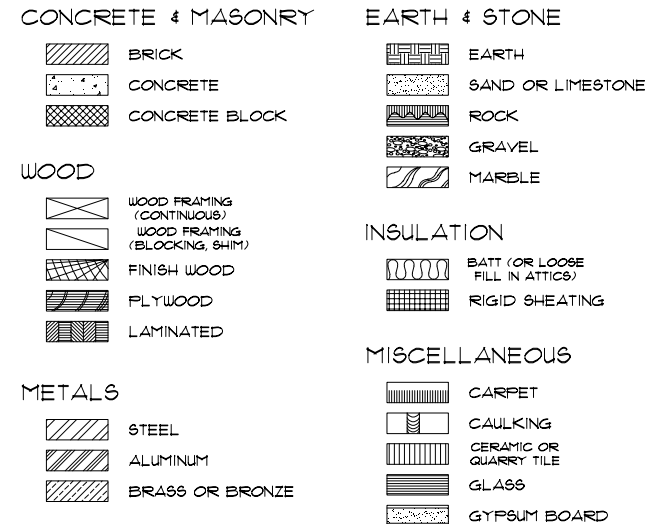 CONCRETE & MASONRY
BRICK
CONCRETE
CONCRETE BLOCK
WOOD
WOOD FRAMING
(CONTINUOUS)
WOOD FRAMING
(BLOCKING, SHIM)
FINISH WOOD
PLYWOOD
LAMINATED
METALS
STEEL
ALUMINUM
BRASS OR BRONZE
EARTH & STONE
EARTH
SAND OR LIMESTONE
ROCK
GRAVEL
MARBLE
INSULATION
BATT (OR LOOSE
FILL IN ATTICS)
RIGID SHEATING
MISCELLANEOUS
CARPET
CAULKING
CERAMIC OR
QUARRY TILE
GLASS
GYPSUM BOARD